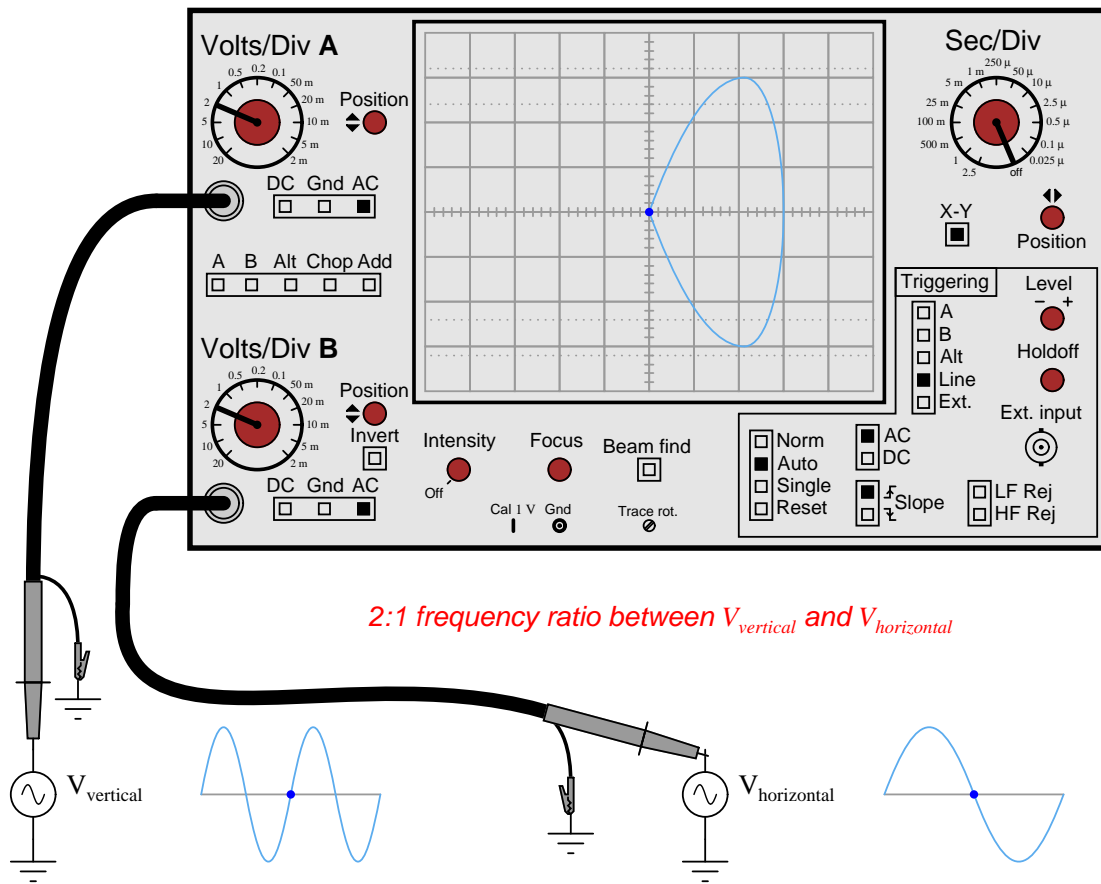 Volts/Div A
0.5 0.2 0.1
1 50 m
2 20 m
5 10 m
10 5 m
20 2 m
Position
DC Gnd AC
A B Alt Chop Add
Volts/Div B
0.5 0.2 0.1
1 50 m
2 20 m
5 10 m
10 5 m
20 2 m
Position
Invert
DC Gnd AC
Intensity
Off
Focus
Beam find
Cal 1 V Gnd Trace rot.
Sec/Div
250 µ
1 m 50 µ
5 m 10 µ
25 m 2.5 µ
100 m 0.5 µ
500 m 0.1 µ
1 0.025 µ
2.5 off
X-Y
Position
Triggering
A
B
Alt
Line
Ext.
Level
− +
Holdoff
Ext. input
Norm
Auto
Single
Reset
AC
DC
Slope
LF Rej
HF Rej
2:1 frequency ratio between Vvertical and Vhorizontal
Vvertical
Vhorizontal